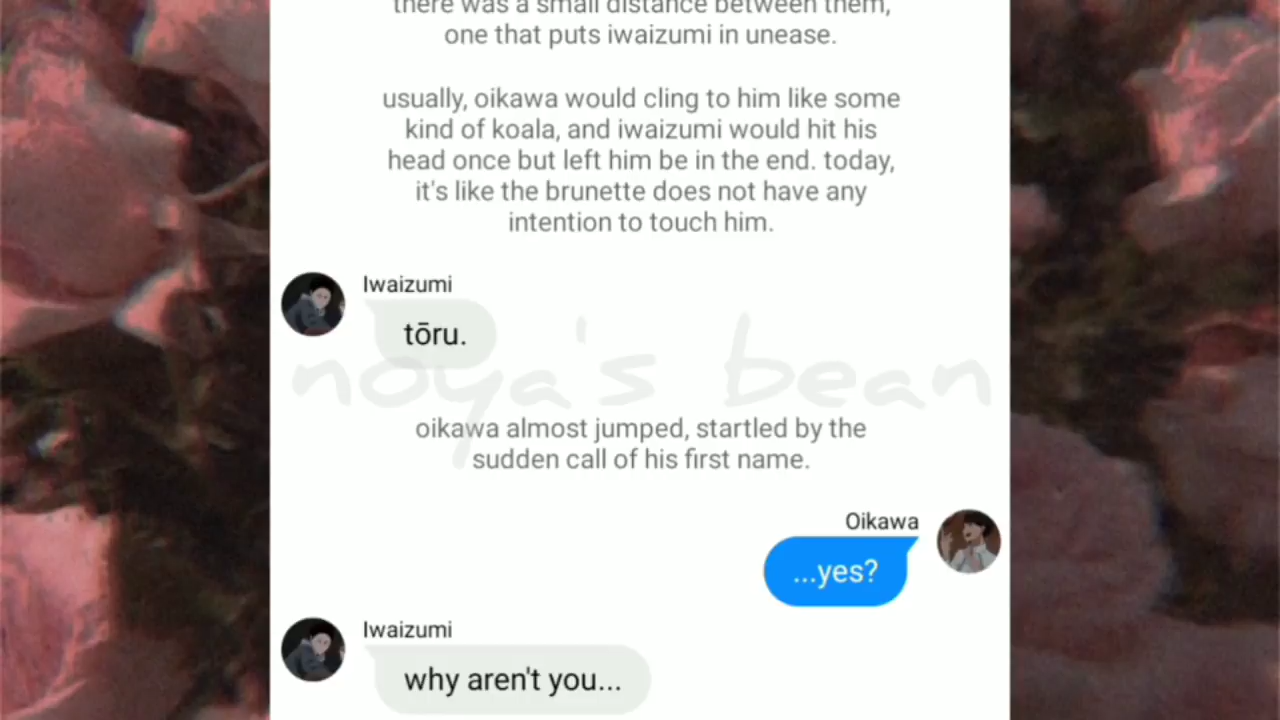 there was a small distance between them,
one that puts iwaizumi in unease.
usually, oikawa would cling to him like some
kind of koala, and iwaizumi would hit his
head once but left him be in the end. today,
it's like the brunette does not have any
intention to touch him.
Iwaizumi
tōru.
noya's bean
oikawa almost jumped, startled by the
sudden call of his first name.
Oikawa
...yes?
Iwaizumi
why aren't you...